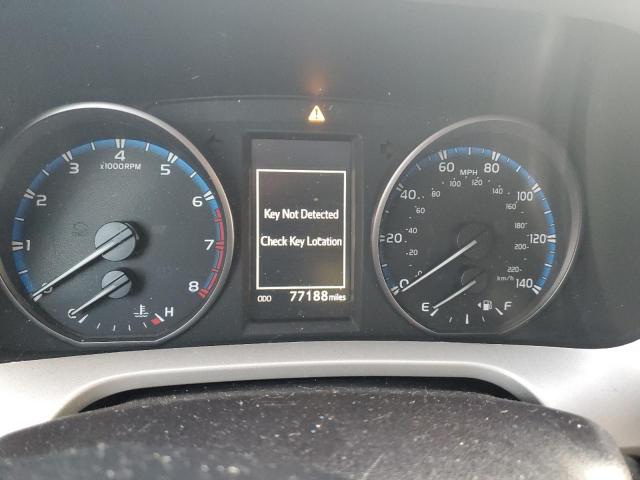 4
3 5
x1000RPM
2 6
1 7
0 8
C H
Key Not Detected
Check Key Location
ODO 77188 miles
60 MPH 80
80 100 120 140
40 100
60 160
40 180
20 120
20 200
0 220
0 km/h 140
E F